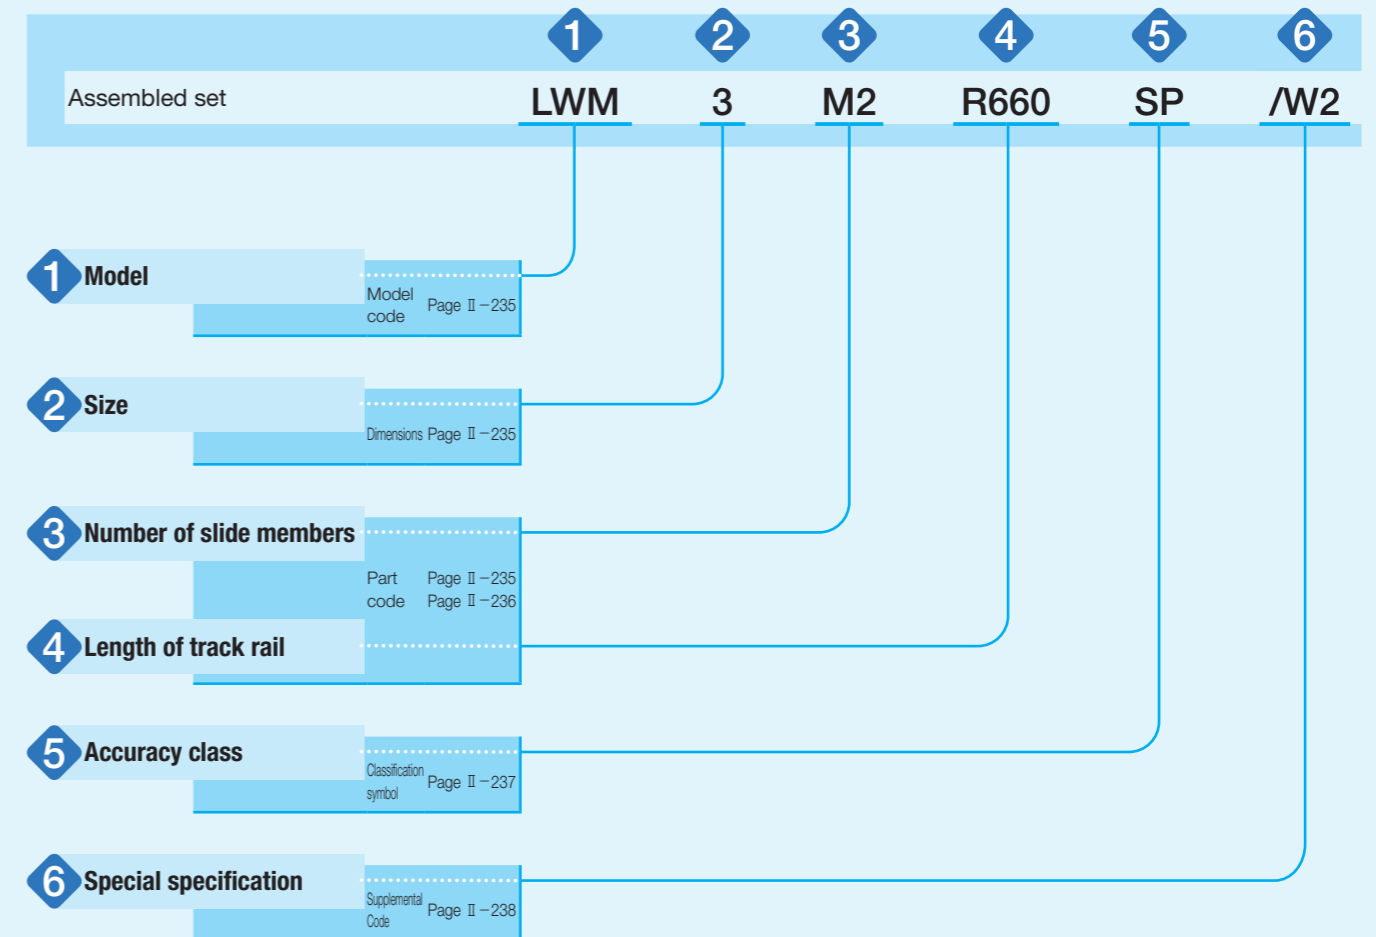 1 2 3 4 5 6
Assembled set LWM 3 M2 R660 SP /W2
1 Model
Model code Page Ⅱ－235
2 Size
Dimensions Page Ⅱ－235
3 Number of slide members
Part code Page Ⅱ－235
Page Ⅱ－236
4 Length of track rail
5 Accuracy class
Classification symbol Page Ⅱ－237
6 Special specification
Supplemental Code Page Ⅱ－238